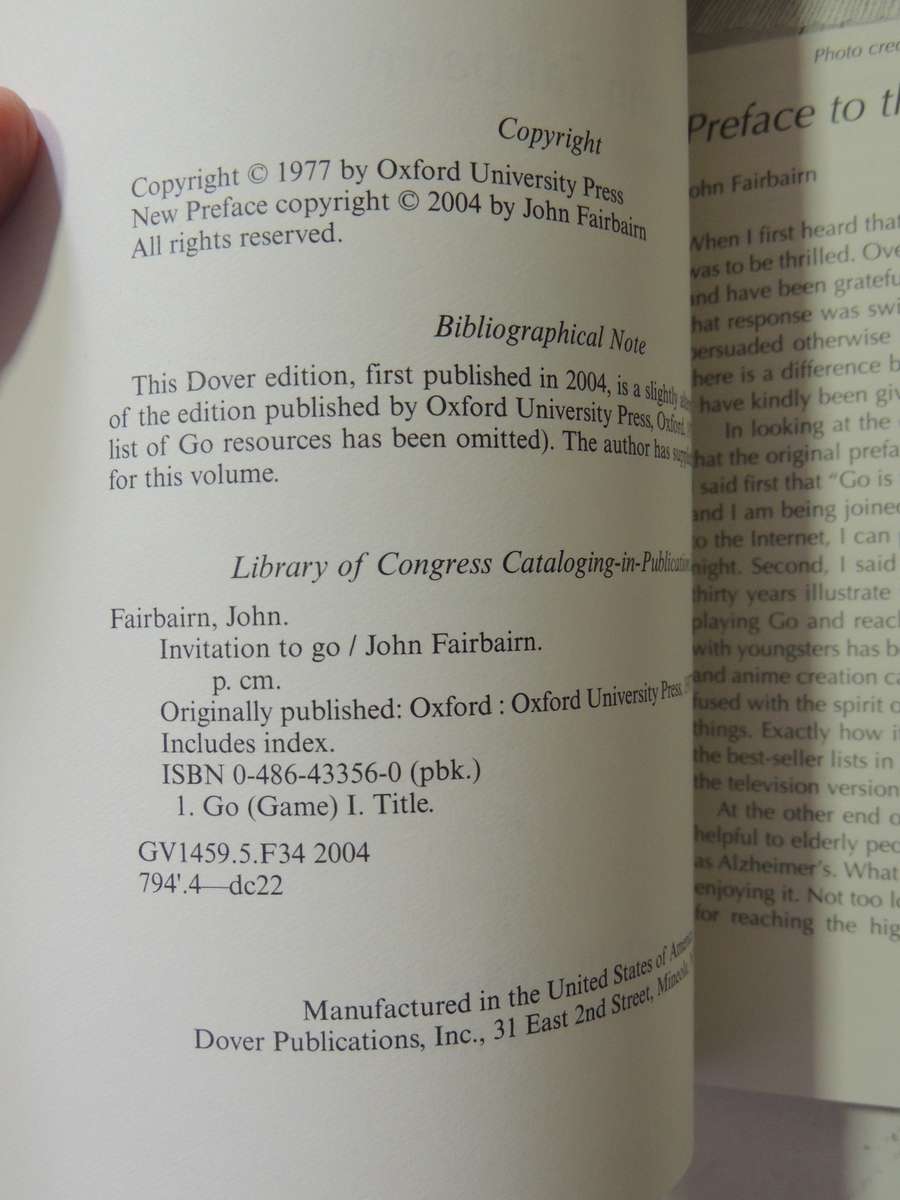 Copyright
Copyright © 1977 by Oxford University Press
New Preface copyright © 2004 by John Fairbairn
All rights reserved.
Bibliographical Note
This Dover edition, first published in 2004, is a slightly
of the edition published by Oxford University Press, Oxford,
list of Go resources has been omitted). The author has
for this volume.
Library of Congress Cataloging-in-Publication
Fairbairn, John.
Invitation to go / John Fairbairn.
p. cm.
Originally published: Oxford : Oxford University Press,
Includes index.
ISBN 0-486-43356-0 (pbk.)
1. Go (Game) I. Title.
GV1459.5.F34 2004
794'.4—dc22
Manufactured in the United States of
Dover Publications, Inc., 31 East 2nd Street, Mineola,
Photo
Preface to
John Fairbairn
When I first heard that
was to be thrilled.
and have been
that response was
persuaded otherwise
there is a difference
have kindly been
In looking at the
that the original
said first that “Go is
and I am being joined
to the Internet, I can
night. Second, I said
thirty years illustrate
playing Go and
with youngsters has
and anime creation
fused with the spirit
things. Exactly how
the best-seller lists in
the television version
At the other end
helpful to elderly
as Alzheimer’s. What
enjoying it. Not too
for reaching the